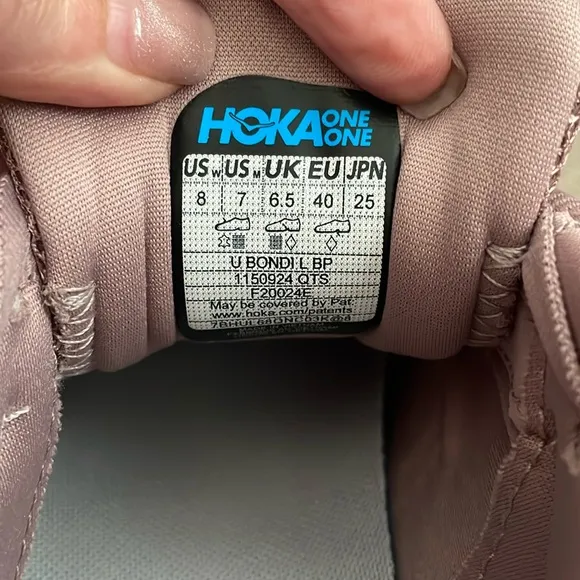 HOKA ONE ONE
US W US M UK EU JPN
8 7 6.5 40 25
U BONDI L BP
1150924 QTS
F20024E
May be covered by Pat.
www.hoka.com/patents